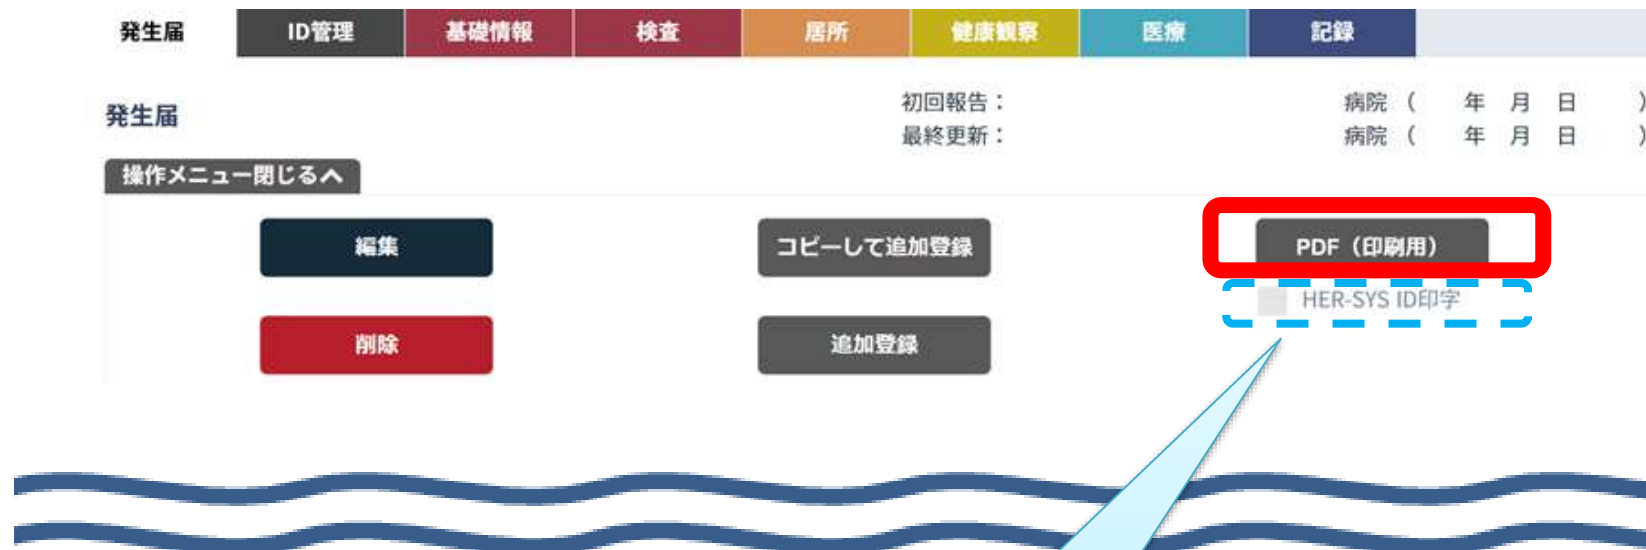 発生届 ID管理 基礎情報 検査 居所 健康観察 医療 記録
発生届
初回報告： 病院（ 年 月 日 ）
最終更新： 病院（ 年 月 日 ）
操作メニュー閉じるへ
編集 コピーして追加登録 PDF（印刷用）
HER-SYS ID印字
削除 追加登録